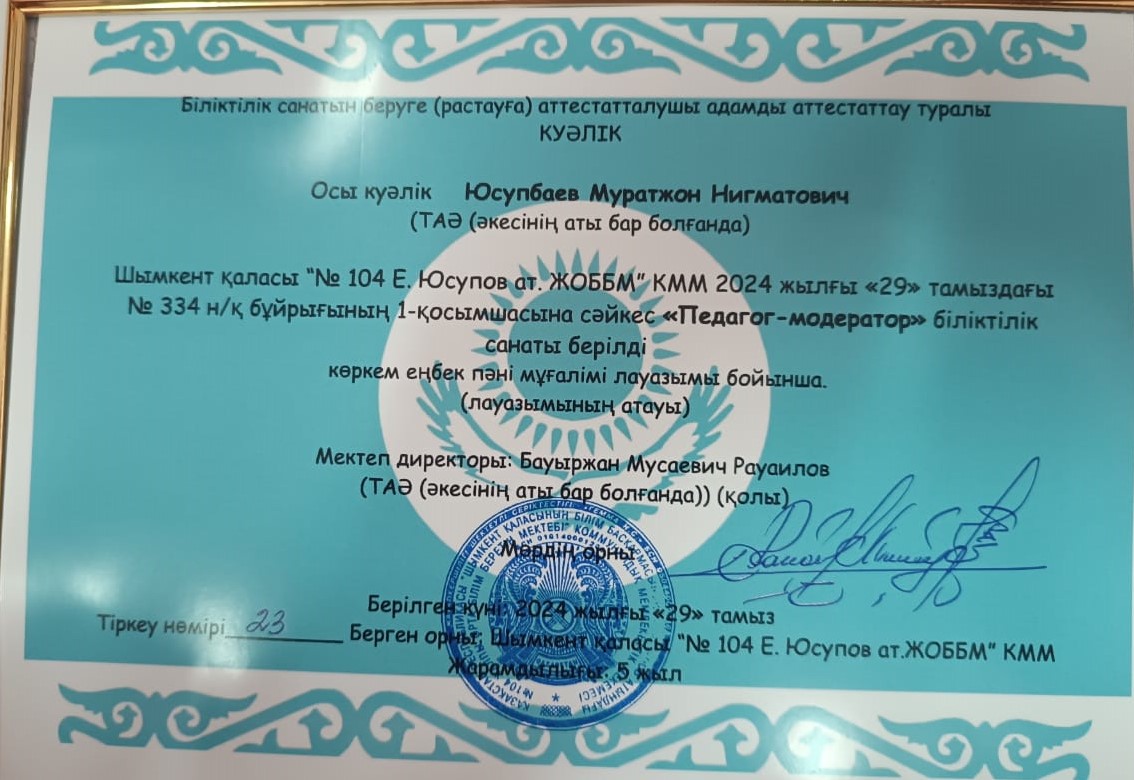 Біліктілік санатын беруге (растауға) аттестатталушы адамды аттестаттау туралы
КУӘЛІК
Осы куәлік Юсупбаев Муратжон Нигматович
(ТАӘ (әкесінің аты бар болғанда)
Шымкент қаласы "№ 104 Е. Юсупов ат. ЖОББМ" КММ 2024 жылғы «29» тамыздағы
№ 334 н/қ бұйрығының 1-қосымшасына сәйкес «Педагог-модератор» біліктілік
санаты берілді
көркем еңбек пәні мұғалімі лауазымы бойынша.
(лауазымының атауы)
Мектеп директоры: Бауыржан Мусаевич Рауаилов
(ТАӘ (әкесінің аты бар болғанда)) (қолы)
Мөрдің орны
Берілген күні: 2024 жылғы «29» тамыз
Тіркеу нөмірі 23 Берген орны: Шымкент қаласы "№ 104 Е. Юсупов ат.ЖОББМ" КММ
Жарамдылығы: 5 жыл